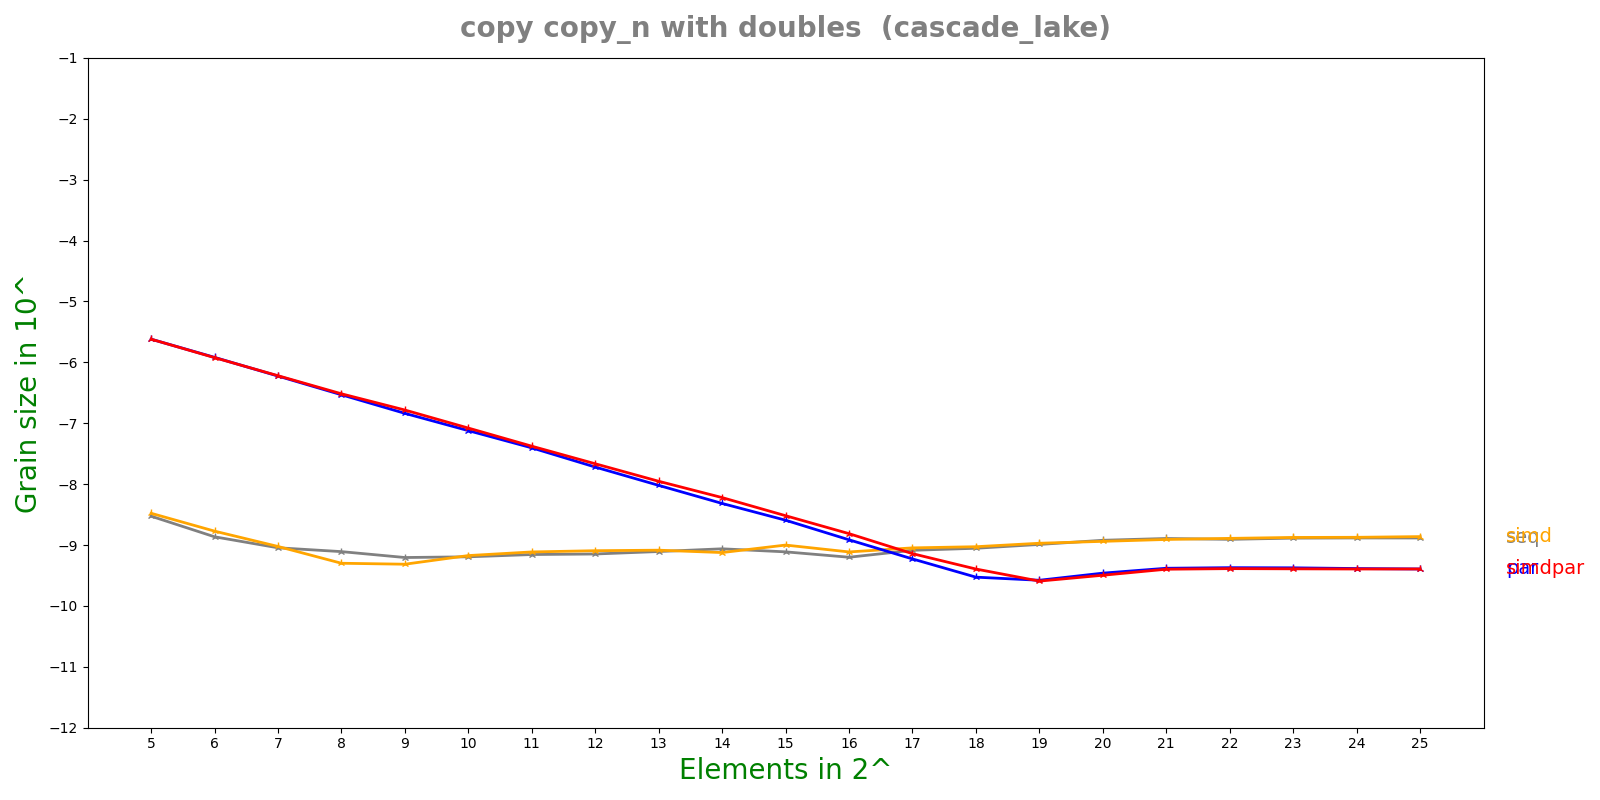 copy copy_n with doubles  (cascade_lake)
Grain size in 10^
−1
−2
−3
−4
−5
−6
−7
−8
−9
−10
−11
−12
5 6 7 8 9 10 11 12 13 14 15 16 17 18 19 20 21 22 23 24 25
Elements in 2^
simd
seq
par
simdpar